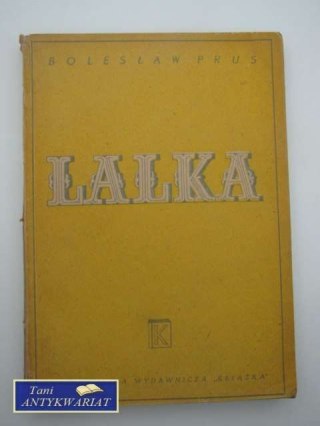 BOLESŁAW PRUS
LALKA
K
WYDAWNICZA „KSIĄŻKA"
Tani
ANTYKWARIAT